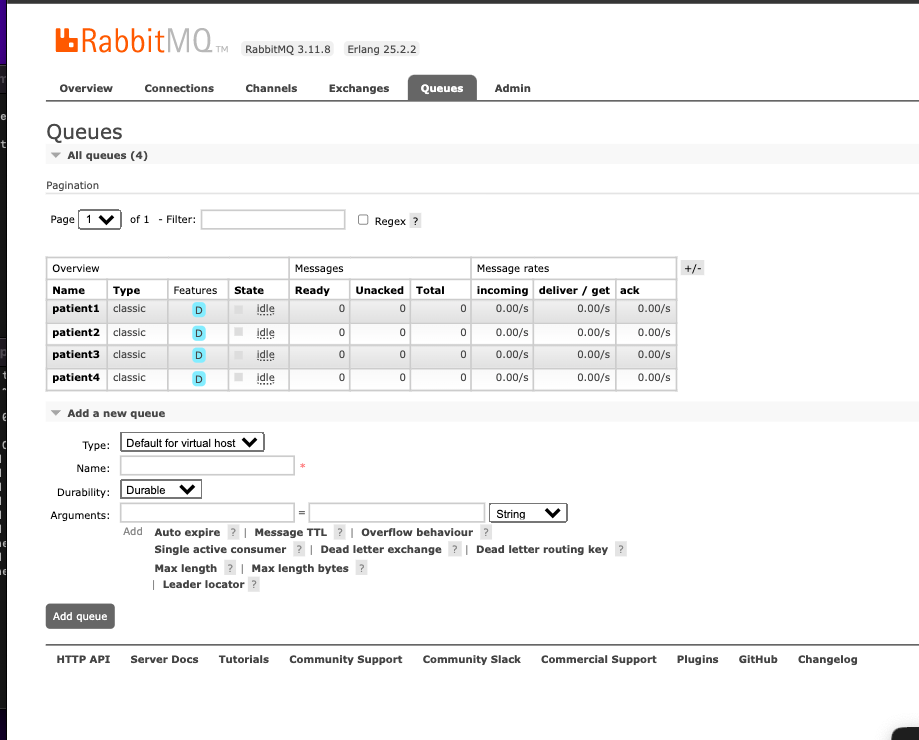 RabbitMQ TM RabbitMQ 3.11.8 Erlang 25.2.2
Overview Connections Channels Exchanges Queues Admin
Queues
All queues (4)
Pagination
Page 1 of 1 - Filter: Regex ?
Overview Messages Message rates +/-
Name Type Features State Ready Unacked Total incoming deliver / get ack
patient1 classic D idle 0 0 0 0.00/s 0.00/s 0.00/s
patient2 classic D idle 0 0 0 0.00/s 0.00/s 0.00/s
patient3 classic D idle 0 0 0 0.00/s 0.00/s 0.00/s
patient4 classic D idle 0 0 0 0.00/s 0.00/s 0.00/s
Add a new queue
Type: Default for virtual host
Name: *
Durability: Durable
Arguments: = String
Add Auto expire ? | Message TTL ? | Overflow behaviour ?
Single active consumer ? | Dead letter exchange ? | Dead letter routing key ?
Max length ? | Max length bytes ?
| Leader locator ?
Add queue
HTTP API Server Docs Tutorials Community Support Community Slack Commercial Support Plugins GitHub Changelog